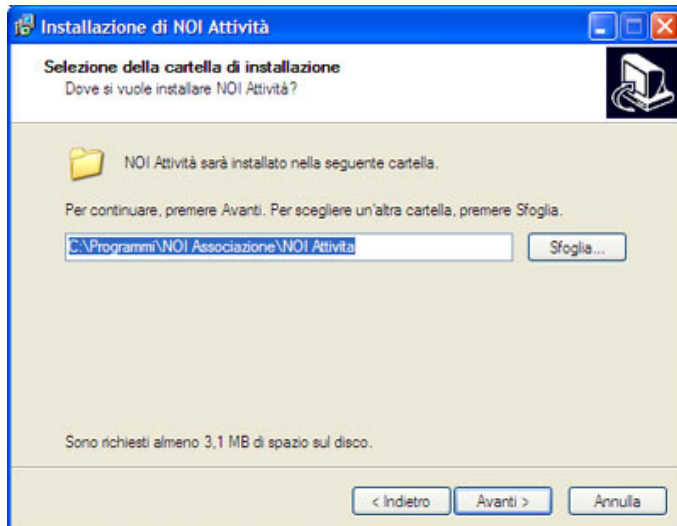 Installazione di NOI Attività
Selezione della cartella di installazione
Dove si vuole installare NOI Attività?
NOI Attività sarà installato nella seguente cartella.
Per continuare, premere Avanti. Per scegliere un'altra cartella, premere Sfoglia.
C:\Programmi\NOI Associazione\NOI Attivita
Sfoglia...
Sono richiesti almeno 3,1 MB di spazio sul disco.
< Indietro
Avanti >
Annulla